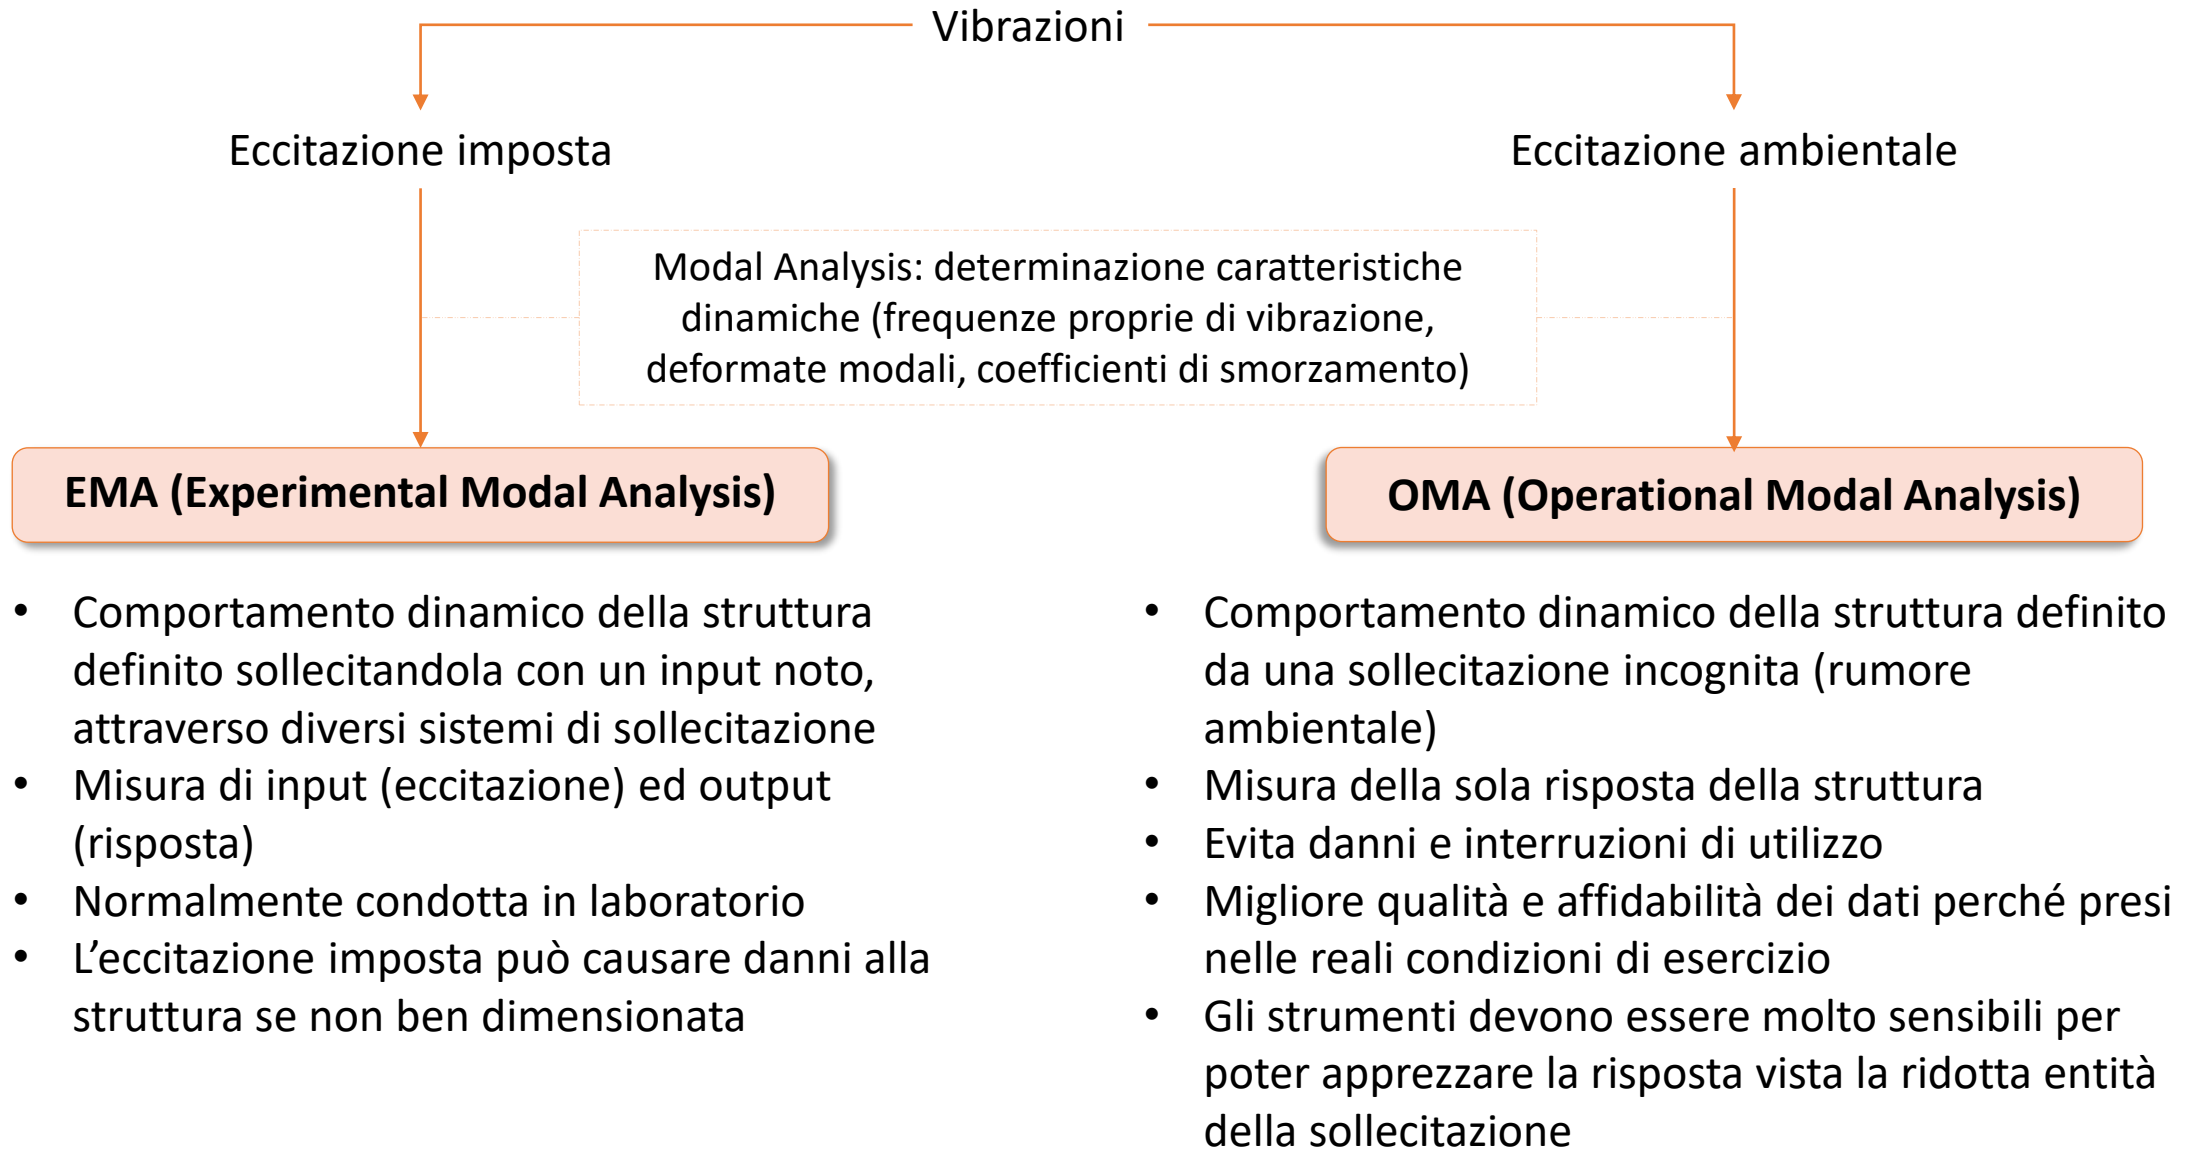 Vibrazioni
Eccitazione imposta
Eccitazione ambientale
Modal Analysis: determinazione caratteristiche
dinamiche (frequenze proprie di vibrazione,
deformate modali, coefficienti di smorzamento)
EMA (Experimental Modal Analysis)
• Comportamento dinamico della struttura
definito sollecitandola con un input noto,
attraverso diversi sistemi di sollecitazione
• Misura di input (eccitazione) ed output
(risposta)
• Normalmente condotta in laboratorio
• L’eccitazione imposta può causare danni alla
struttura se non ben dimensionata
OMA (Operational Modal Analysis)
• Comportamento dinamico della struttura definito
da una sollecitazione incognita (rumore
ambientale)
• Misura della sola risposta della struttura
• Evita danni e interruzioni di utilizzo
• Migliore qualità e affidabilità dei dati perché presi
nelle reali condizioni di esercizio
• Gli strumenti devono essere molto sensibili per
poter apprezzare la risposta vista la ridotta entità
della sollecitazione